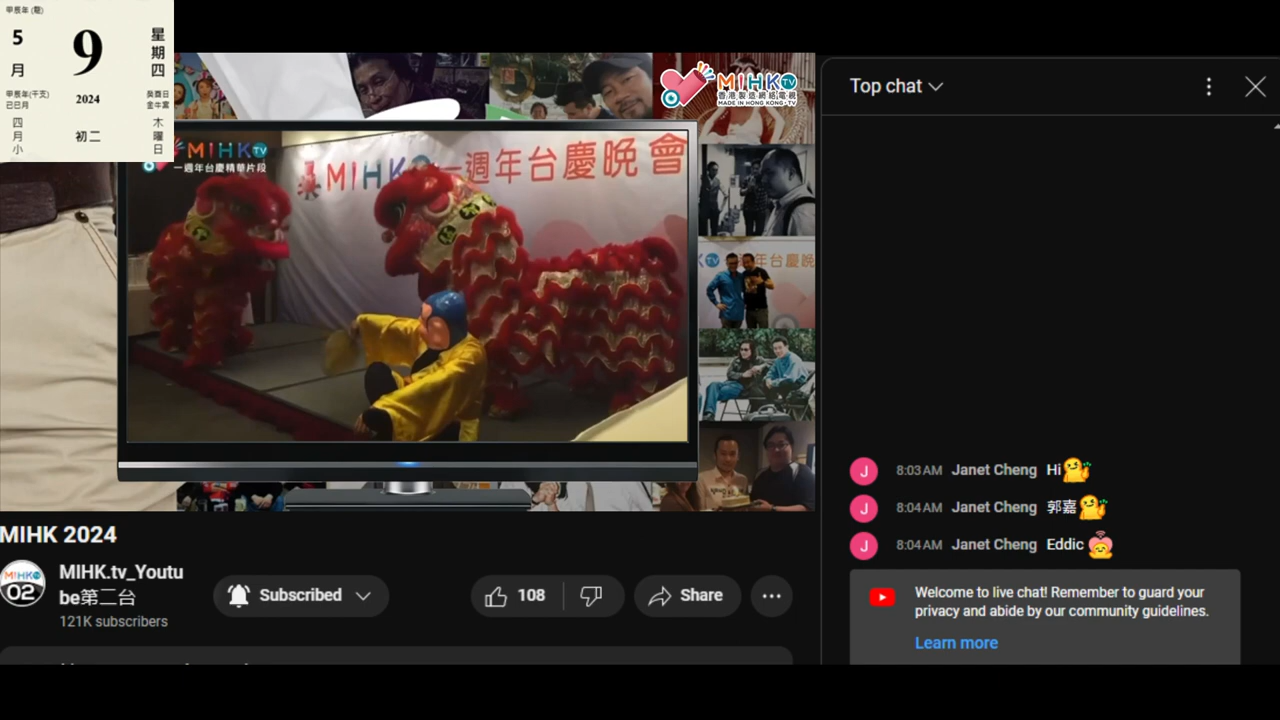 甲辰年 (龍)
5
月
9
2024
初二
星期四
甲辰年(干支)
己巳月
癸酉日
金牛宮
四月小
木曜日
MIHK TV
香港製造網絡電視
MADE IN HONG KONG • TV
MIHK TV
一週年台慶精華片段
MIHK 一週年台慶晚會
年台慶晚
MIHK 2024
MIHK TV
02
MIHK.tv_Youtu
be第二台
121K subscribers
Subscribed
108
Share
Top chat
J 8:03 AM Janet Cheng Hi
J 8:04 AM Janet Cheng 郭嘉
J 8:04 AM Janet Cheng Eddic
Welcome to live chat! Remember to guard your
privacy and abide by our community guidelines.
Learn more